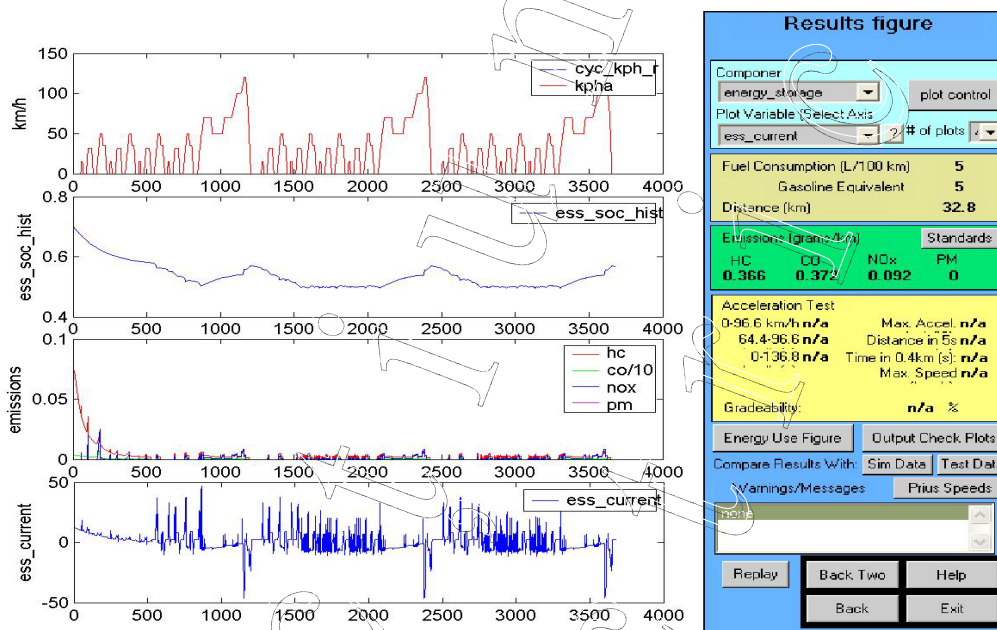 Results figure
150
100
50
0
km/h
cyc_kph_r
kpha
0 500 1000 1500 2000 2500 3000 3500 4000
0.8
0.6
0.4
ess_soc_hist
ess_soc_hist
0 500 1000 1500 2000 2500 3000 3500 4000
0.1
0.05
0
emissions
hc
co/10
nox
pm
0 500 1000 1500 2000 2500 3000 3500 4000
50
0
-50
ess_current
ess_current
0 500 1000 1500 2000 2500 3000 3500 4000
Componer
energy_storage
plot control
Plot Variable (Select Axis
ess_current ? # of plots
Fuel Consumption (L/100 km) 5
Gasoline Equivalent 5
Distance (km) 32.8
Emissions (grams/km) Standards
HC CO NOx PM
0.366 0.372 0.092 0
Acceleration Test
0-96.6 km/h n/a Max. Accel. n/a
64.4-96.6 n/a Distance in 5s n/a
0-136.8 n/a Time in 0.4km (s): n/a
Max. Speed n/a
Gradeability: n/a %
Energy Use Figure Output Check Plots
Compare Results With: Sim Data Test Dat
Warnings/Messages Prius Speeds
none
Replay Back Two Help
Back Exit